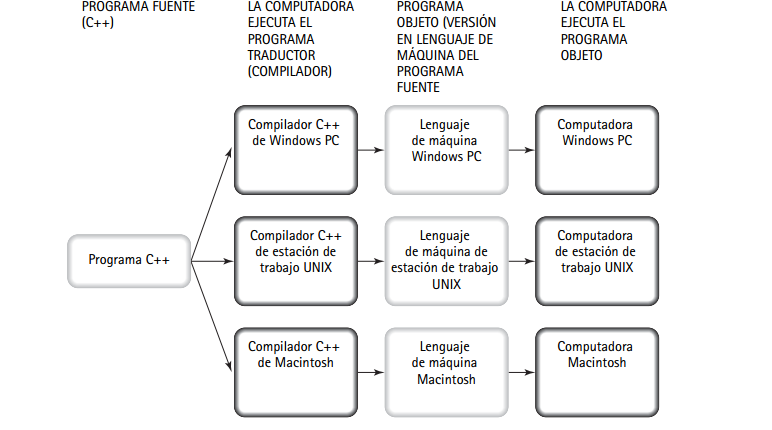 PROGRAMA FUENTE
(C++)
LA COMPUTADORA
EJECUTA EL
PROGRAMA
TRADUCTOR
(COMPILADOR)
PROGRAMA
OBJETO (VERSIÓN
EN LENGUAJE DE
MÁQUINA DEL
PROGRAMA
FUENTE
LA COMPUTADORA
EJECUTA EL
PROGRAMA
OBJETO
Programa C++
Compilador C++
de Windows PC
Lenguaje
de máquina
Windows PC
Computadora
Windows PC
Compilador C++
de estación de
trabajo UNIX
Lenguaje
de máquina de
estación de trabajo
UNIX
Computadora
de estación de
trabajo UNIX
Compilador C++
de Macintosh
Lenguaje
de máquina
Macintosh
Computadora
Macintosh